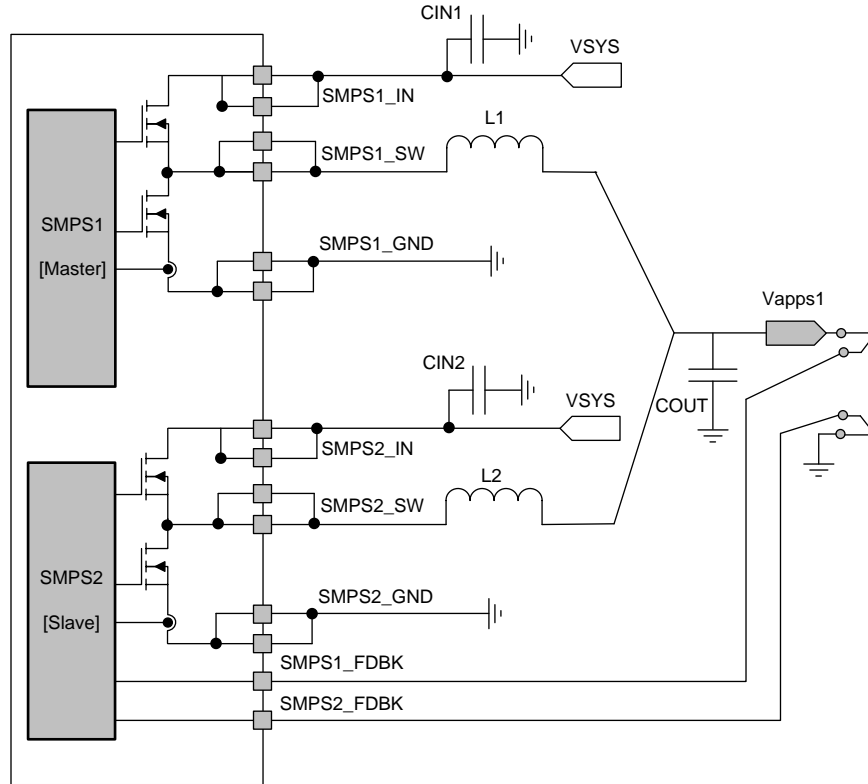 CIN1
VSYS
SMPS1_IN
L1
SMPS1_SW
SMPS1
[Master]
SMPS1_GND
Vapps1
CIN2
VSYS
COUT
SMPS2_IN
L2
SMPS2_SW
SMPS2
[Slave]
SMPS2_GND
SMPS1_FDBK
SMPS2_FDBK